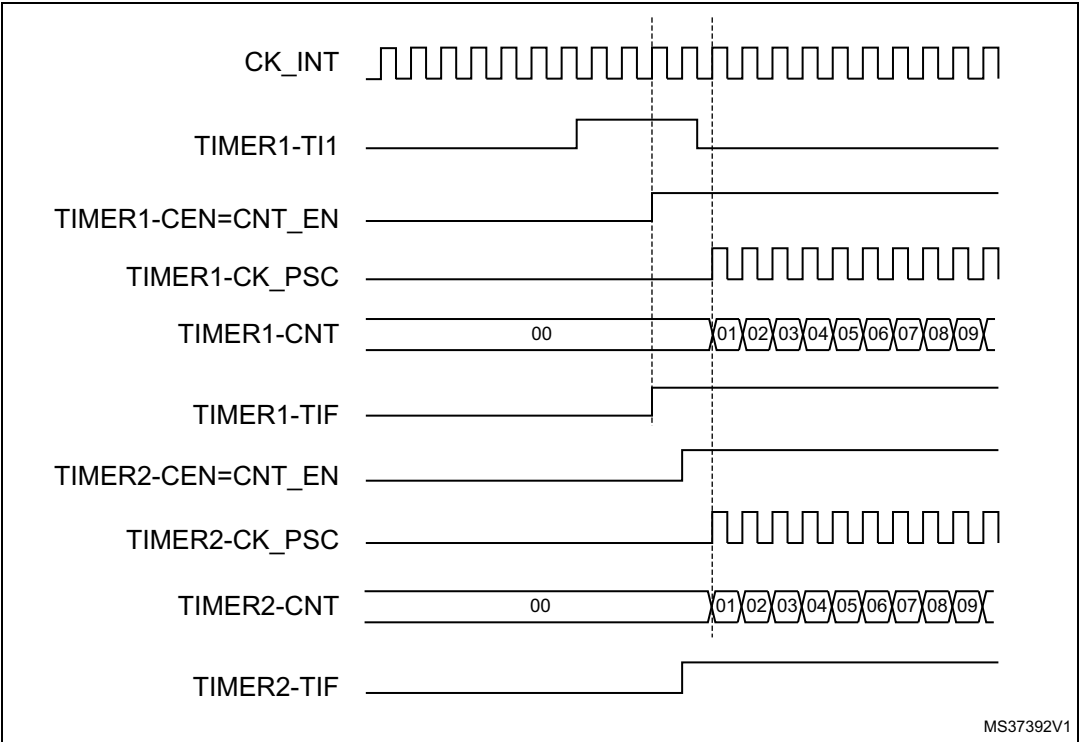 CK_INT
TIMER1-TI1
TIMER1-CEN=CNT_EN
TIMER1-CK_PSC
TIMER1-CNT 00 01 02 03 04 05 06 07 08 09
TIMER1-TIF
TIMER2-CEN=CNT_EN
TIMER2-CK_PSC
TIMER2-CNT 00 01 02 03 04 05 06 07 08 09
TIMER2-TIF
MS37392V1